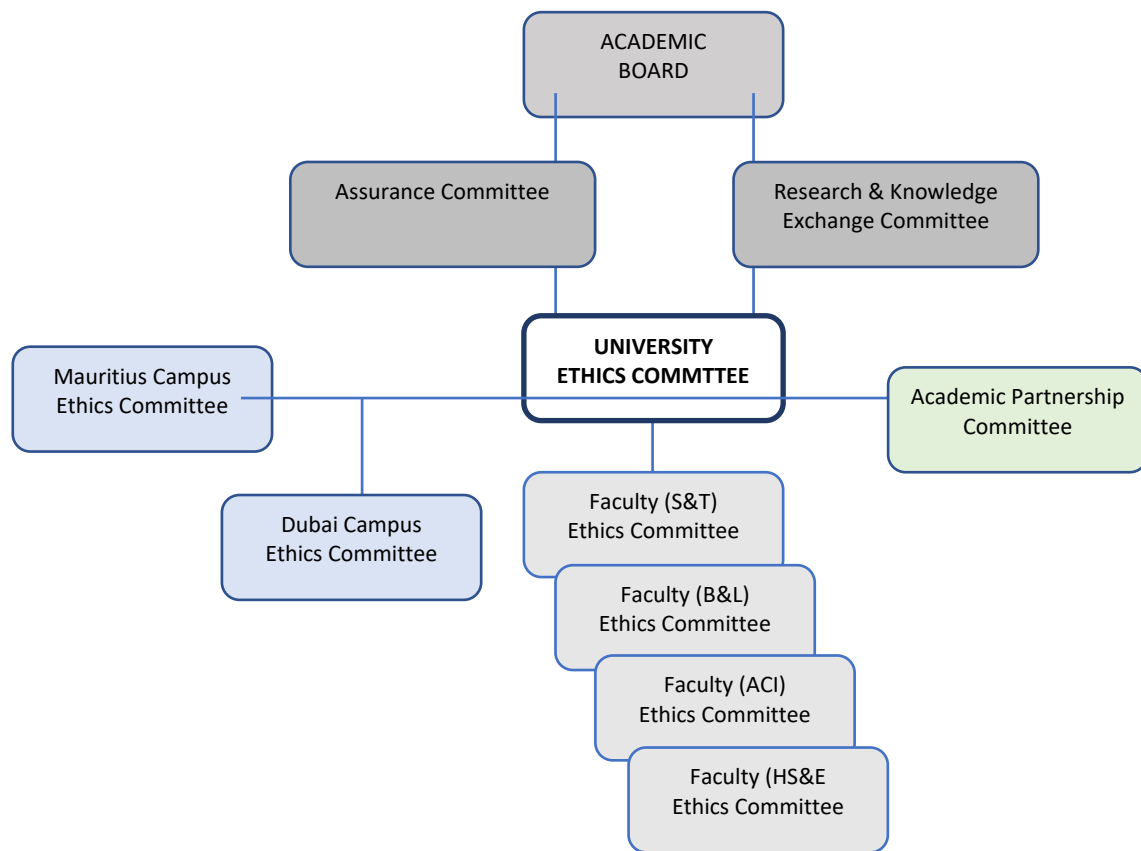 ACADEMIC
BOARD
Assurance Committee
Research & Knowledge
Exchange Committee
UNIVERSITY
ETHICS COMMTTEE
Mauritius Campus
Ethics Committee
Academic Partnership
Committee
Dubai Campus
Ethics Committee
Faculty (S&T)
Ethics Committee
Faculty (B&L)
Ethics Committee
Faculty (ACI)
Ethics Committee
Faculty (HS&E
Ethics Committee